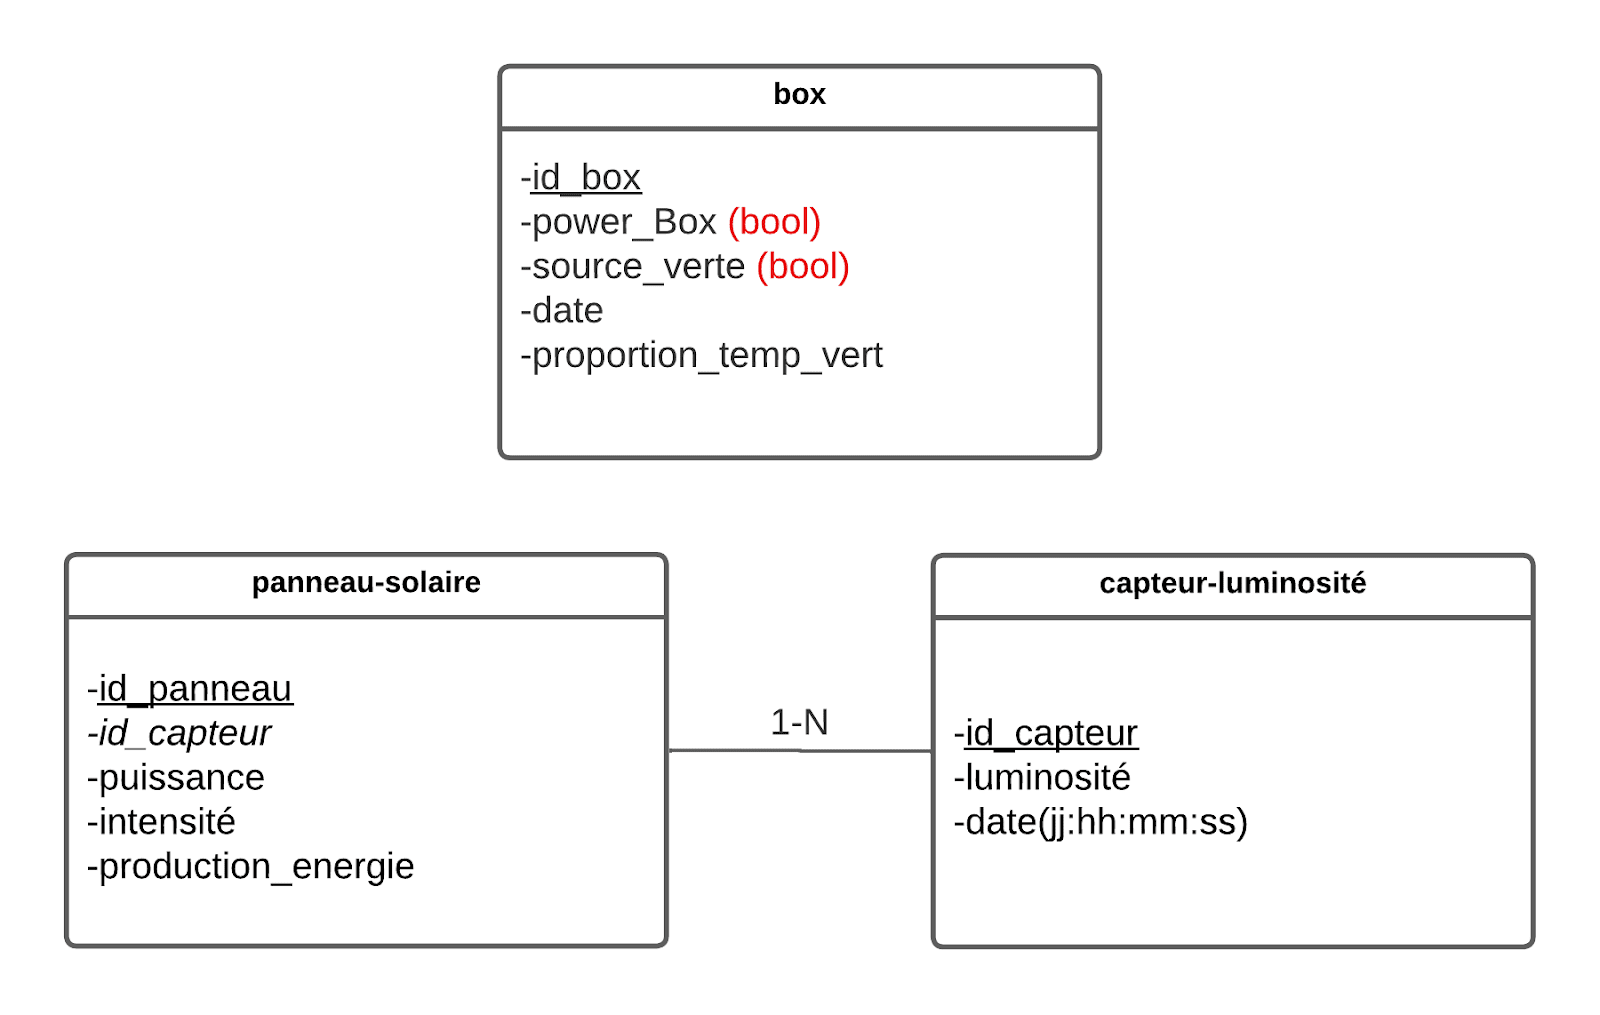 box
-id_box
-power_Box (bool)
-source_verte (bool)
-date
-proportion_temp_vert
panneau-solaire
-id_panneau
-id_capteur
-puissance
-intensité
-production_energie
1-N
capteur-luminosité
-id_capteur
-luminosité
-date(jj:hh:mm:ss)